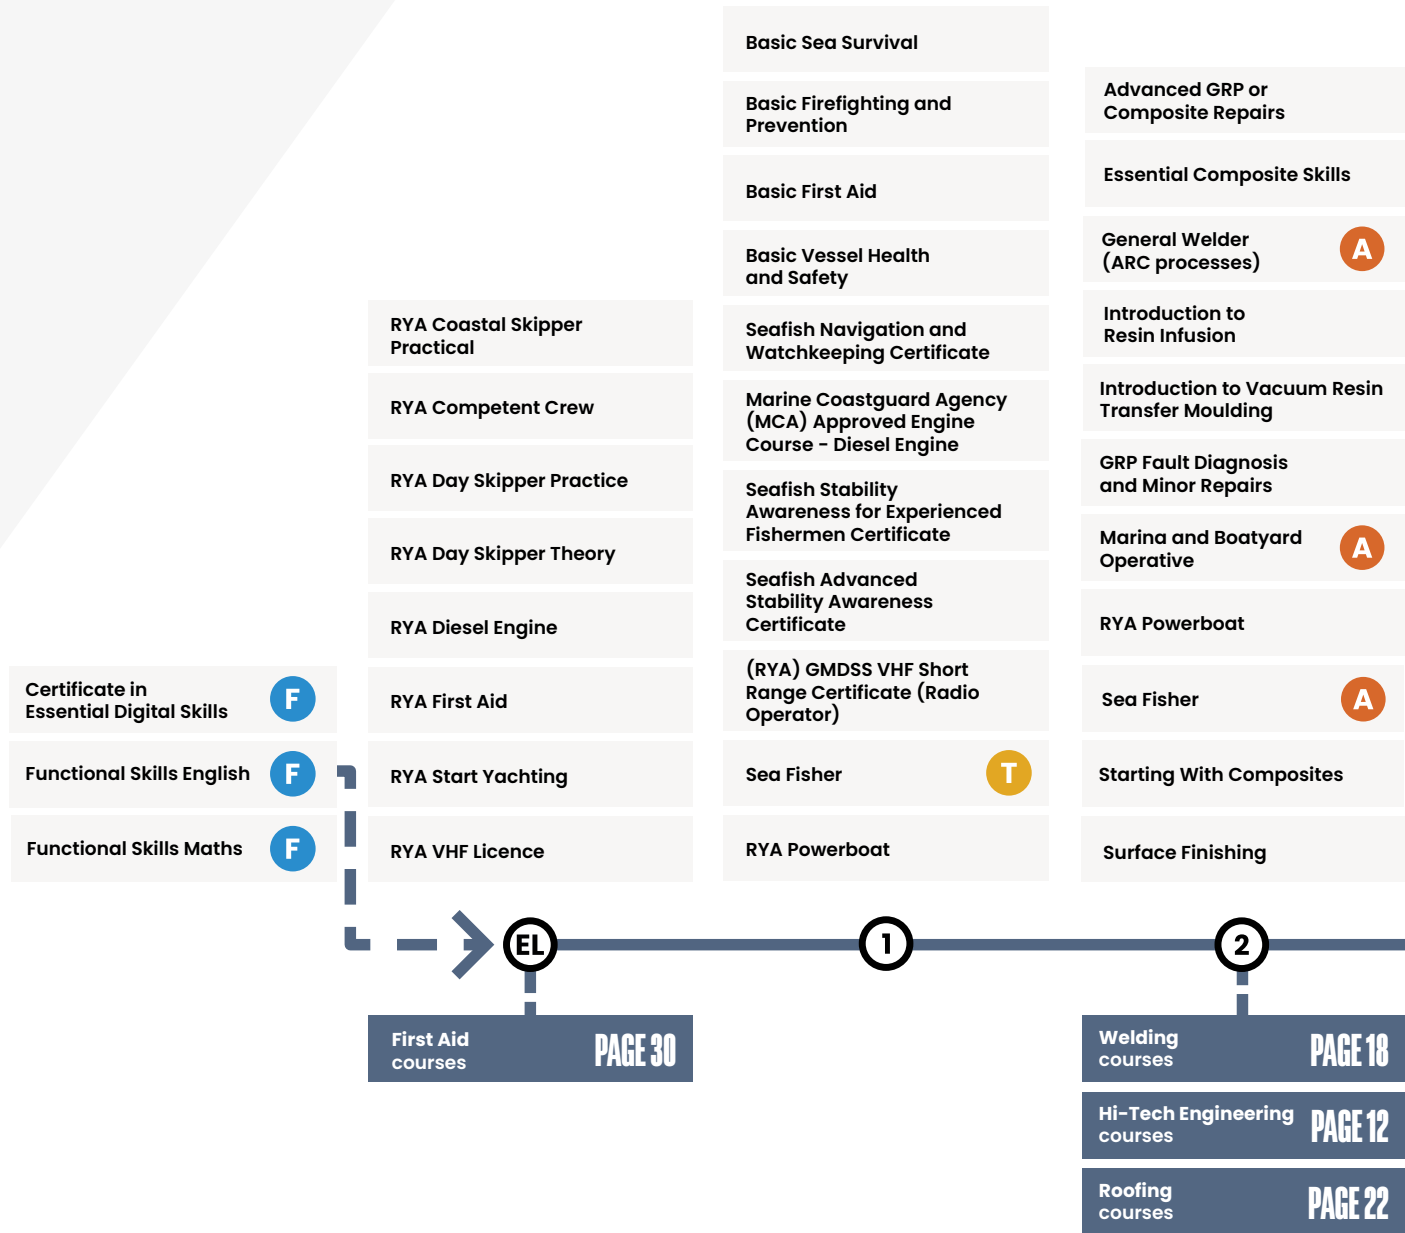 Certificate in
Essential Digital Skills
F
Functional Skills English
F
Functional Skills Maths
F
RYA Coastal Skipper
Practical
RYA Competent Crew
RYA Day Skipper Practice
RYA Day Skipper Theory
RYA Diesel Engine
RYA First Aid
RYA Start Yachting
RYA VHF Licence
Basic Sea Survival
Basic Firefighting and
Prevention
Basic First Aid
Basic Vessel Health
and Safety
Seafish Navigation and
Watchkeeping Certificate
Marine Coastguard Agency
(MCA) Approved Engine
Course - Diesel Engine
Seafish Stability
Awareness for Experienced
Fishermen Certificate
Seafish Advanced
Stability Awareness
Certificate
(RYA) GMDSS VHF Short
Range Certificate (Radio
Operator)
Sea Fisher
T
RYA Powerboat
Advanced GRP or
Composite Repairs
Essential Composite Skills
General Welder
(ARC processes)
A
Introduction to
Resin Infusion
Introduction to Vacuum Resin
Transfer Moulding
GRP Fault Diagnosis
and Minor Repairs
Marina and Boatyard
Operative
A
RYA Powerboat
Sea Fisher
A
Starting With Composites
Surface Finishing
EL
1
2
First Aid
courses
PAGE 30
Welding
courses
PAGE 18
Hi-Tech Engineering
courses
PAGE 12
Roofing
courses
PAGE 22